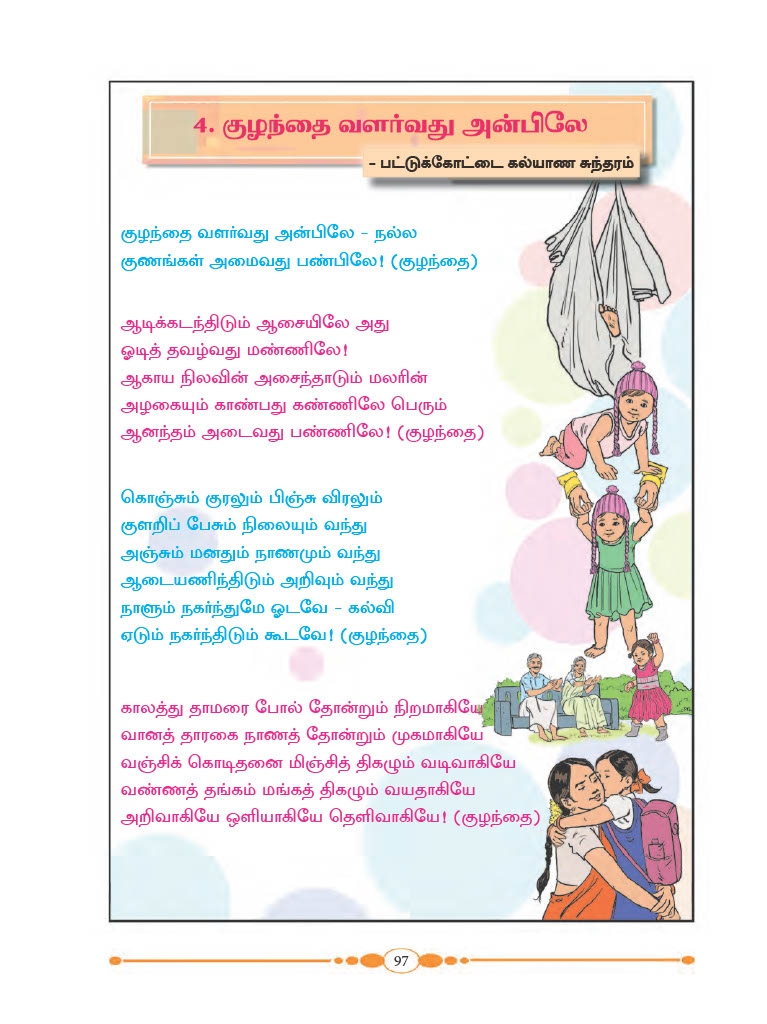 4. குழந்தை வளர்வது அன்பிலே
- பட்டுக்கோட்டை கல்யாண சுந்தரம்
குழந்தை வளர்வது அன்பிலே - நல்ல
குணங்கள் அமைவது பண்பிலே! (குழந்தை)
ஆடிக்கடந்திடும் ஆசையிலே அது
ஓடித் தவழ்வது மண்ணிலே!
ஆகாய நிலவின் அசைந்தாடும் மலரின்
அழகையும் காண்பது கண்ணிலே பெரும்
ஆனந்தம் அடைவது பண்ணிலே! (குழந்தை)
கொஞ்சும் குரலும் பிஞ்சு விரலும்
குளறிப் பேசும் நிலையும் வந்து
அஞ்சும் மனதும் நாணமும் வந்து
ஆடையணிந்திடும் அறிவும் வந்து
நாளும் நகர்ந்துமே ஓடவே - கல்வி
ஏடும் நகர்ந்திடும் கூடவே! (குழந்தை)
காலத்து தாமரை போல் தோன்றும் நிறமாகியே
வானத் தாரகை நாணத் தோன்றும் முகமாகியே
வஞ்சிக் கொடிதனை மிஞ்சித் திகழும் வடிவாகியே
வண்ணத் தங்கம் மங்கத் திகழும் வயதாகியே
அறிவாகியே ஒளியாகியே தெளிவாகியே! (குழந்தை)
97